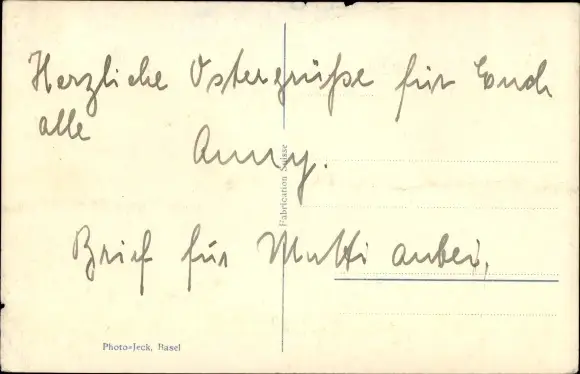 Herzliche Ostergrüße für Euch
alle
Anny.
Fabrication Suisse
Brief für Mutti anbei,
Photo=Jeck, Basel